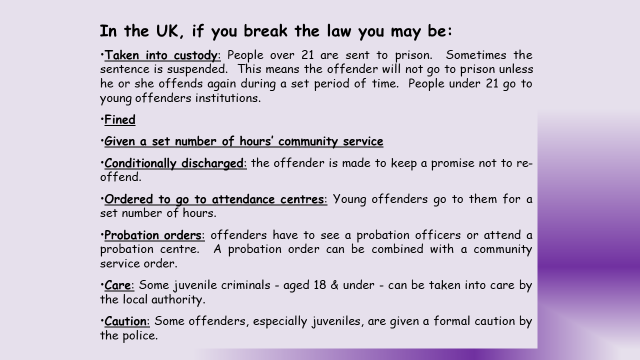 In the UK, if you break the law you may be:
•Taken into custody: People over 21 are sent to prison. Sometimes the
sentence is suspended. This means the offender will not go to prison unless
he or she offends again during a set period of time. People under 21 go to
young offenders institutions.
•Fined
•Given a set number of hours’ community service
•Conditionally discharged: the offender is made to keep a promise not to re-
offend.
•Ordered to go to attendance centres: Young offenders go to them for a
set number of hours.
•Probation orders: offenders have to see a probation officers or attend a
probation centre. A probation order can be combined with a community
service order.
•Care: Some juvenile criminals - aged 18 & under - can be taken into care by
the local authority.
•Caution: Some offenders, especially juveniles, are given a formal caution by
the police.